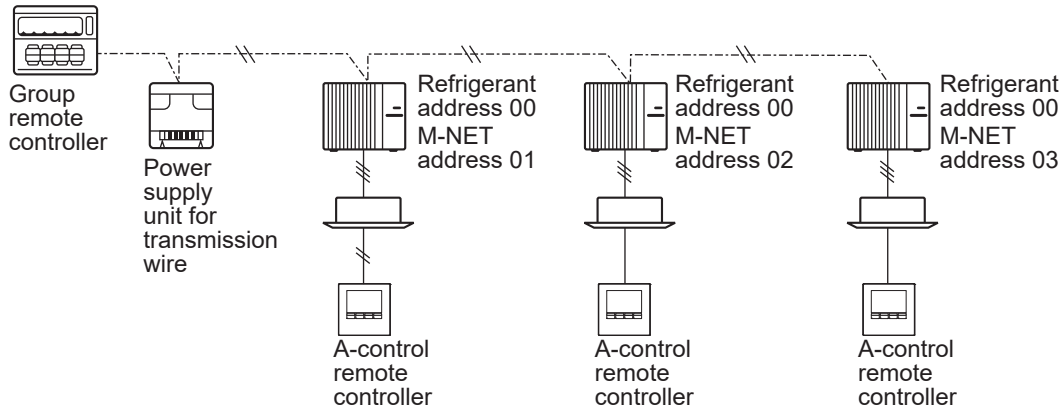 Group
remote
controller
Power
supply
unit for
transmission
wire
Refrigerant
address 00
M-NET
address 01
Refrigerant
address 00
M-NET
address 02
Refrigerant
address 00
M-NET
address 03
A-control
remote
controller
A-control
remote
controller
A-control
remote
controller